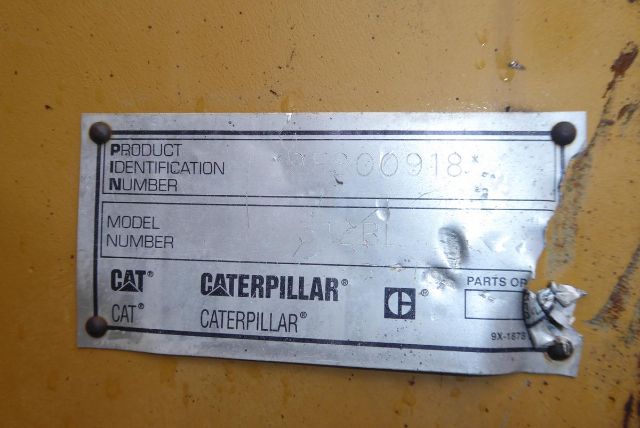 PRODUCT
IDENTIFICATION
NUMBER
MODEL
NUMBER
CAT® CATERPILLAR® C®
CAT® CATERPILLAR®
PARTS OR
9X-1878